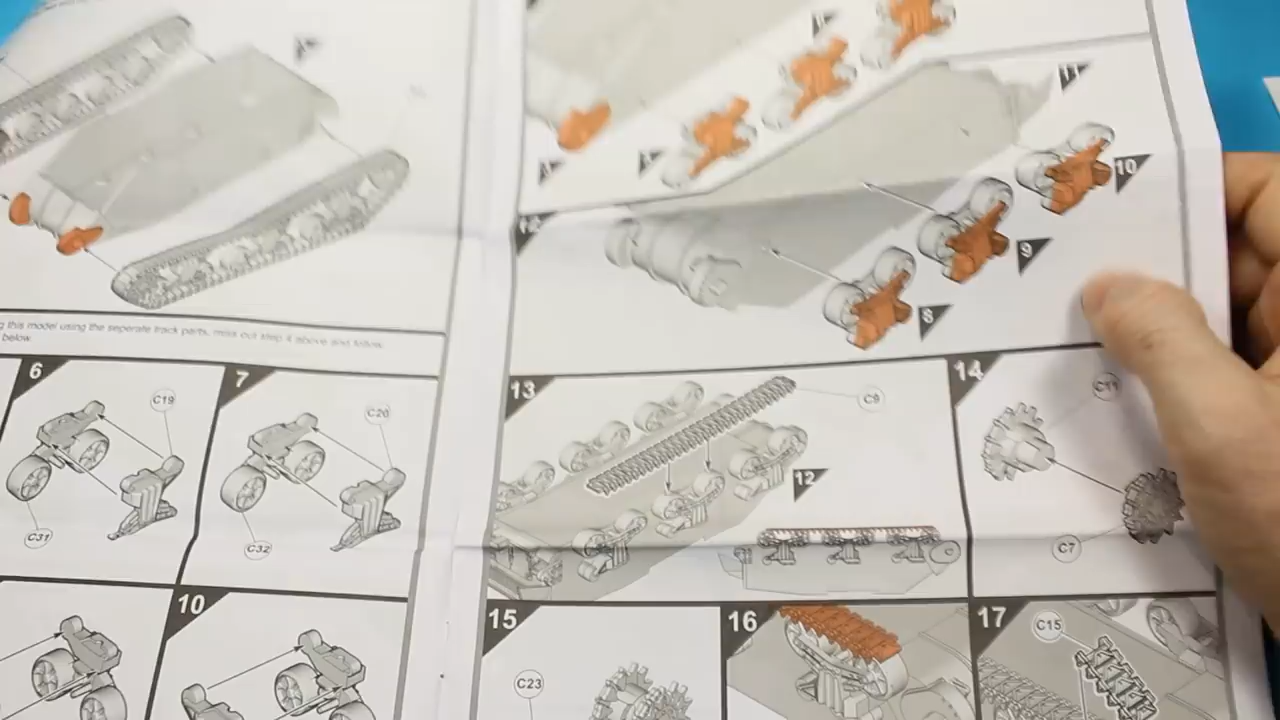 g this model using the seperate track parts, miss out step 4 above and follow
below.
6
C19
C31
7
C20
C32
10
11
10
9
8
12
13
C9
12
14
C11
C7
15
C23
16
17
C15